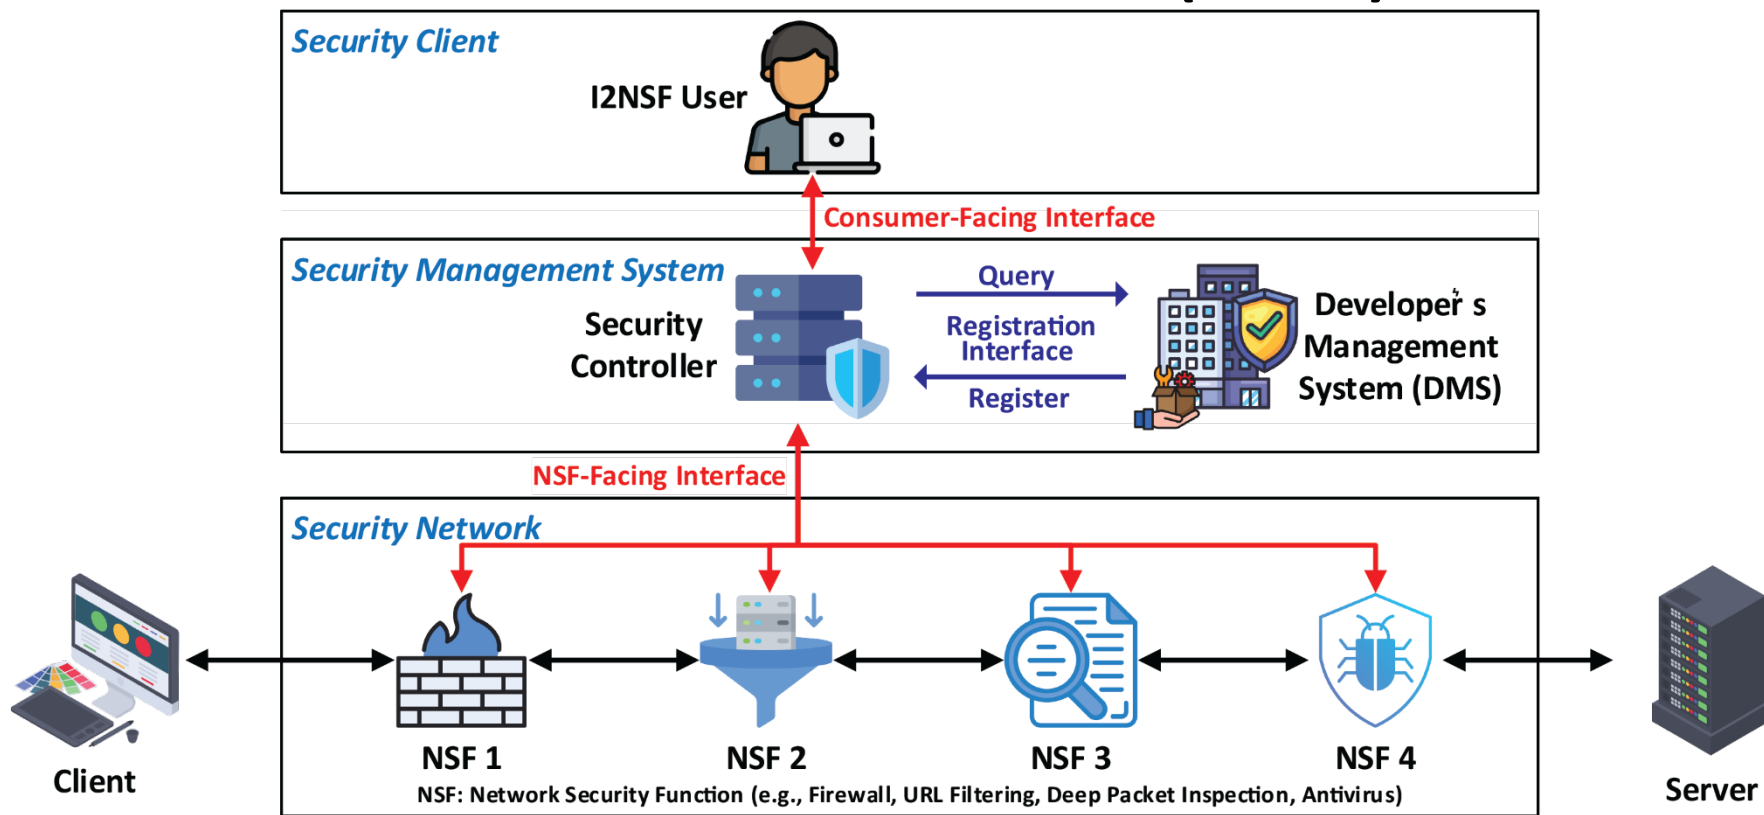 Security Client
I2NSF User
Consumer-Facing Interface
Security Management System
Security
Controller
Query
Registration
Interface
Register
Developer's
Management
System (DMS)
NSF-Facing Interface
Security Network
NSF 1
NSF 2
NSF 3
NSF 4
Client
Server
NSF: Network Security Function (e.g., Firewall, URL Filtering, Deep Packet Inspection, Antivirus)